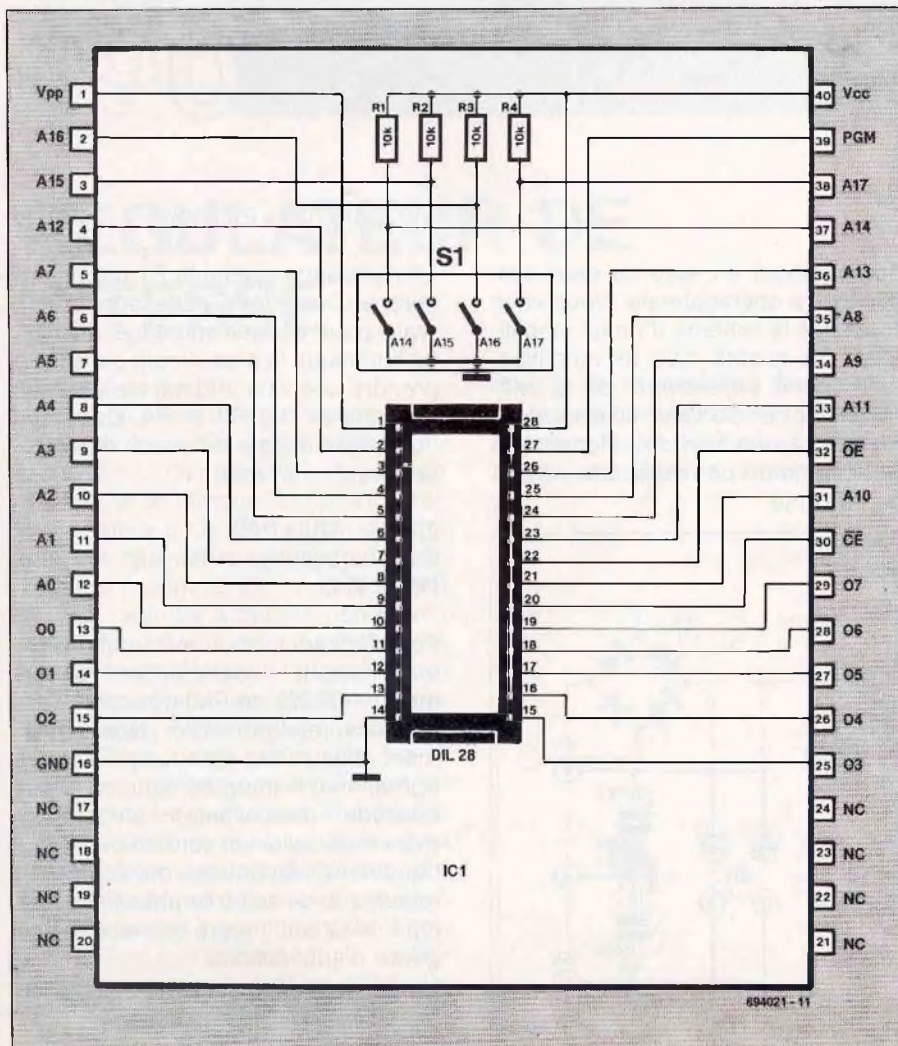 Vpp 1
A16 2
A15 3
A12 4
A7 5
A6 6
A5 7
A4 8
A3 9
A2 10
A1 11
A0 12
O0 13
O1 14
O2 15
GND 16
NC 17
NC 18
NC 19
NC 20
R1 R2 R3 R4
10k 10k 10k 10k
S1
A14 A15 A16 A17
1
2
3
4
5
6
7
8
9
10
11
12
13
14
28
27
26
25
24
23
22
21
20
19
18
17
16
15
DIL 28
IC1
40 Vcc
39 PGM
38 A17
37 A14
36 A13
35 A8
34 A9
33 A11
32 OE
31 A10
30 CE
29 O7
28 O6
27 O5
26 O4
25 O3
24 NC
23 NC
22 NC
21 NC
694021 - 11